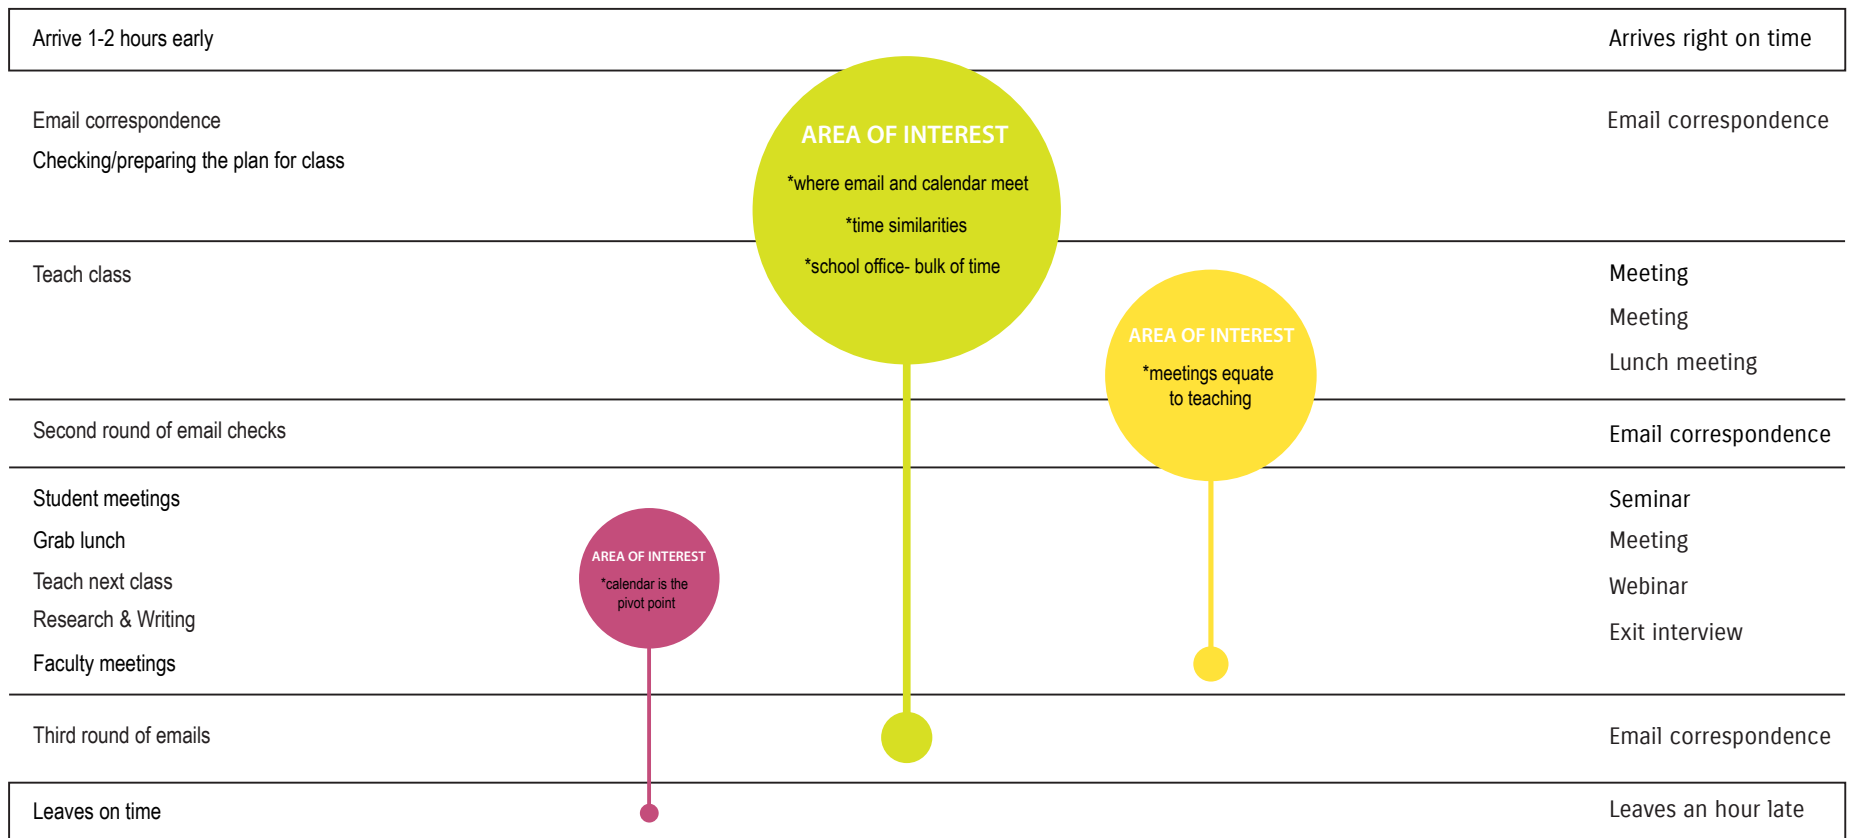 Arrive 1-2 hours early
Arrives right on time
Email correspondence
Checking/preparing the plan for class
AREA OF INTEREST
*where email and calendar meet
*time similarities
*school office- bulk of time
Email correspondence
Teach class
AREA OF INTEREST
*meetings equate
to teaching
Meeting
Meeting
Lunch meeting
Second round of email checks
Email correspondence
Student meetings
Grab lunch
Teach next class
Research & Writing
Faculty meetings
AREA OF INTEREST
*calendar is the
pivot point
Seminar
Meeting
Webinar
Exit interview
Third round of emails
Email correspondence
Leaves on time
Leaves an hour late